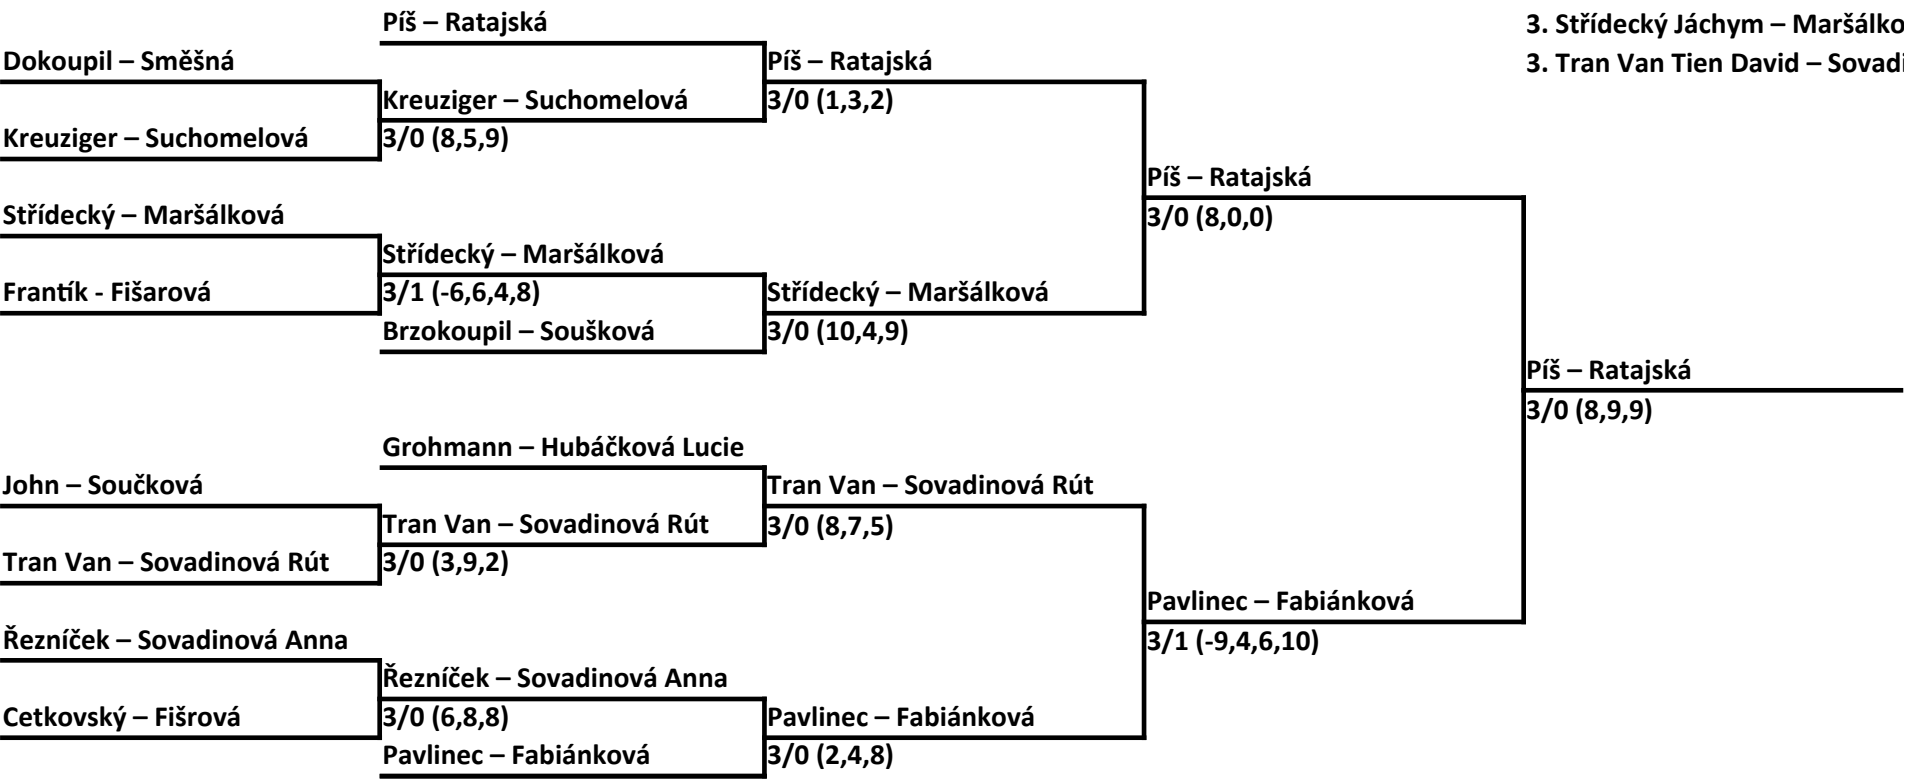 Píš – Ratajská
3. Střídecký Jáchym – Maršálko
Dokoupil – Směšná
Píš – Ratajská
3. Tran Van Tien David – Sovadi
Kreuziger – Suchomelová
3/0 (1,3,2)
Kreuziger – Suchomelová
3/0 (8,5,9)
Píš – Ratajská
Střídecký – Maršálková
3/0 (8,0,0)
Střídecký – Maršálková
Frantík - Fišarová
3/1 (-6,6,4,8)
Střídecký – Maršálková
Brzokoupil – Soušková
3/0 (10,4,9)
Píš – Ratajská
3/0 (8,9,9)
Grohmann – Hubáčková Lucie
John – Součková
Tran Van – Sovadinová Rút
Tran Van – Sovadinová Rút
3/0 (8,7,5)
Tran Van – Sovadinová Rút
3/0 (3,9,2)
Pavlinec – Fabiánková
Řezníček – Sovadinová Anna
3/1 (-9,4,6,10)
Řezníček – Sovadinová Anna
Cetkovský – Fišrová
3/0 (6,8,8)
Pavlinec – Fabiánková
Pavlinec – Fabiánková
3/0 (2,4,8)